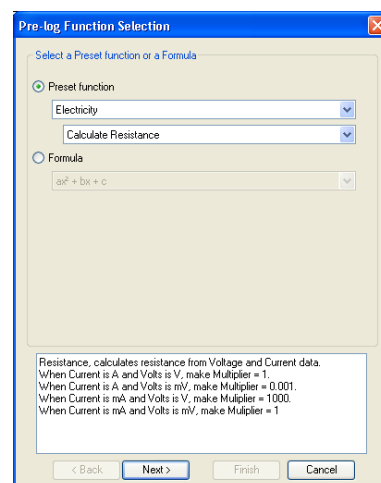 Pre-log Function Selection
Select a Preset function or a Formula
Preset function
Electricity
Calculate Resistance
Formula
ax² + bx + c
Resistance, calculates resistance from Voltage and Current data.
When Current is A and Volts is V, make Multiplier = 1.
When Current is A and Volts is mV, make Multiplier = 0.001.
When Current is mA and Volts is V, make Muliplier = 1000.
When Current is mA and Volts is mV, make Muliplier = 1
< Back Next > Finish Cancel